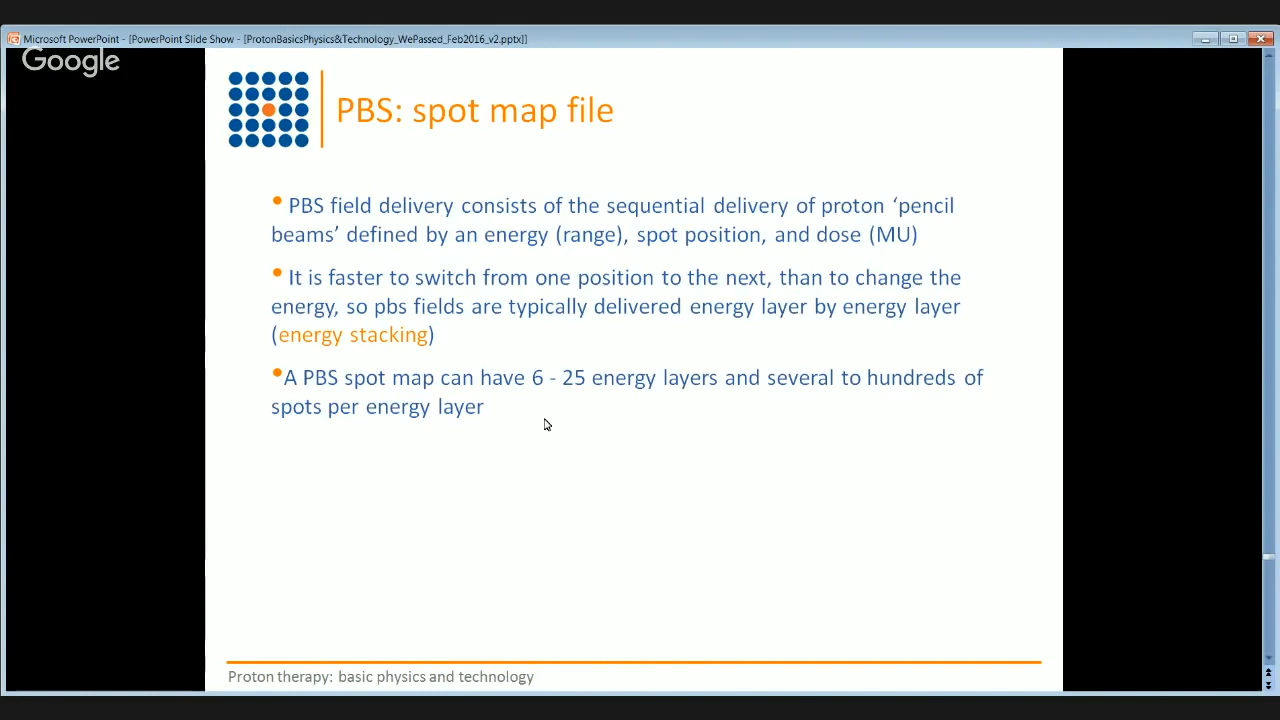 Microsoft PowerPoint - [PowerPoint Slide Show - [ProtonBasicsPhysics&Technology_WePassed_Feb2016_v2.pptx]]
Google
PBS: spot map file
• PBS field delivery consists of the sequential delivery of proton ‘pencil
beams’ defined by an energy (range), spot position, and dose (MU)
• It is faster to switch from one position to the next, than to change the
energy, so pbs fields are typically delivered energy layer by energy layer
(energy stacking)
•A PBS spot map can have 6 - 25 energy layers and several to hundreds of
spots per energy layer
Proton therapy: basic physics and technology